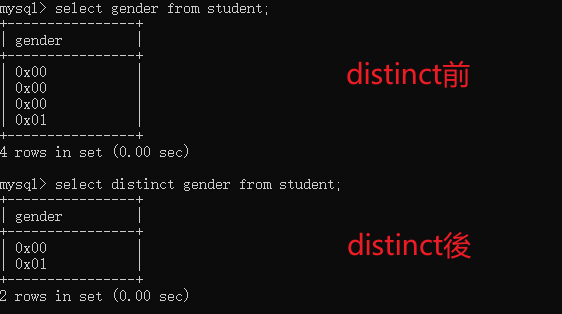 mysql> select gender from student;
+----------------+
| gender         |
+----------------+
| 0x00           |
| 0x00           |
| 0x00           |
| 0x01           |
+----------------+
4 rows in set (0.00 sec)
distinct前
mysql> select distinct gender from student;
+----------------+
| gender         |
+----------------+
| 0x00           |
| 0x01           |
+----------------+
2 rows in set (0.00 sec)
distinct後